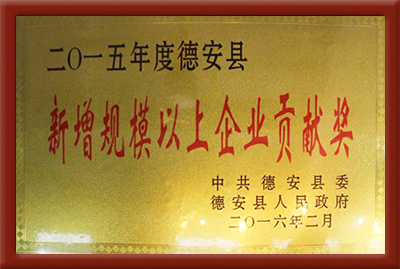 二〇一五年度德安县
新增规模以上企业贡献奖
中共德安县委
德安县人民政府
二〇一六年二月